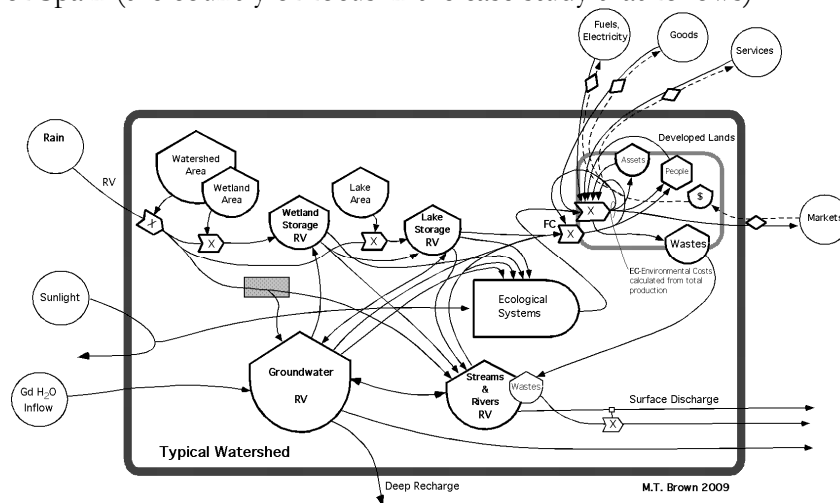 Fuels,
Electricity
Goods
Services
Rain
RV
Watershed
Area
Wetland
Area
Lake
Area
Developed Lands
Assets
People
$
Markets
X
X
X
X
X
FC
Wetland
Storage
RV
Lake
Storage
RV
Wastes
EC-Environmental Costs
calculated from total
production
Sunlight
Ecological
Systems
Groundwater
RV
Streams
&
Rivers
RV
Wastes
Gd H2O
Inflow
Surface Discharge
X
Typical Watershed
Deep Recharge
M.T. Brown 2009